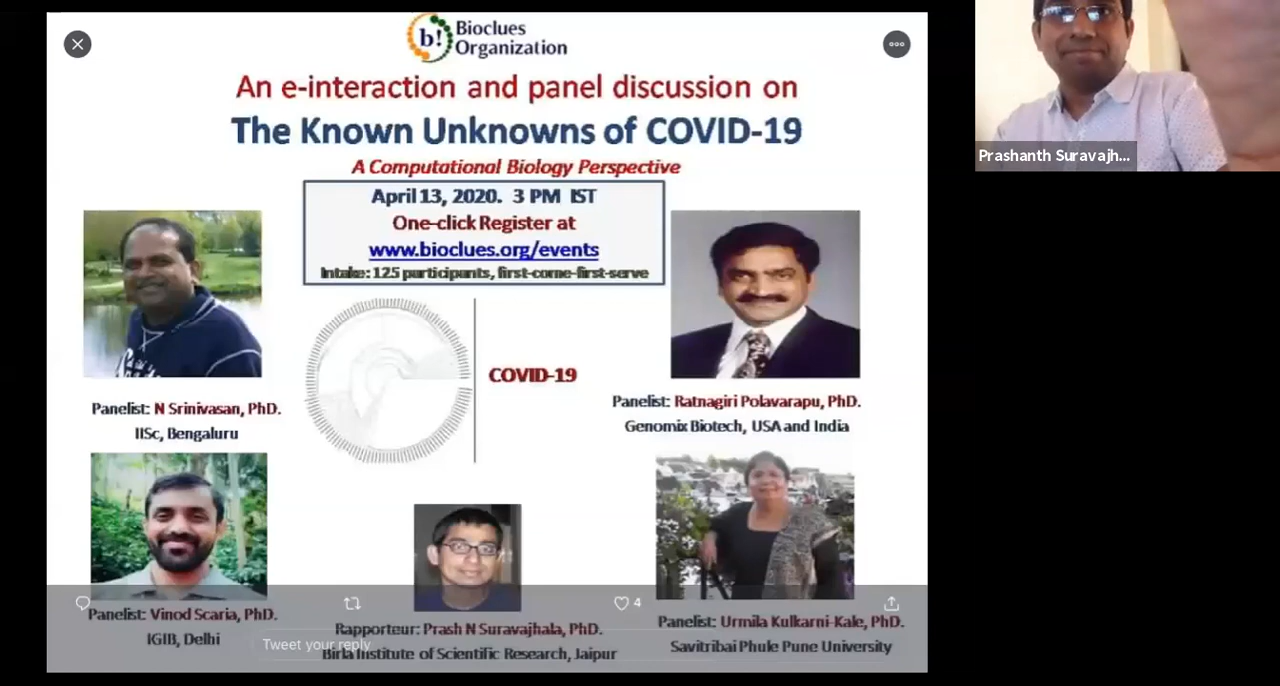 b! Bioclues
Organization
An e-interaction and panel discussion on
The Known Unknowns of COVID-19
A Computational Biology Perspective
April 13, 2020. 3 PM IST
One-click Register at
www.bioclues.org/events
Intake: 125 participants, first-come-first-serve
COVID-19
Panelist: N Srinivasan, PhD.
IISc, Bengaluru
Panelist: Ratnagiri Polavarapu, PhD.
Genomix Biotech, USA and India
Panelist: Vinod Scaria, PhD.
IGIB, Delhi
4
Rapporteur: Prash N Suravajhala, PhD.
Tweet your reply
Birla Institute of Scientific Research, Jaipur
Panelist: Urmila Kulkarni-Kale, PhD.
Savitribai Phule Pune University
Prashanth Suravajh...